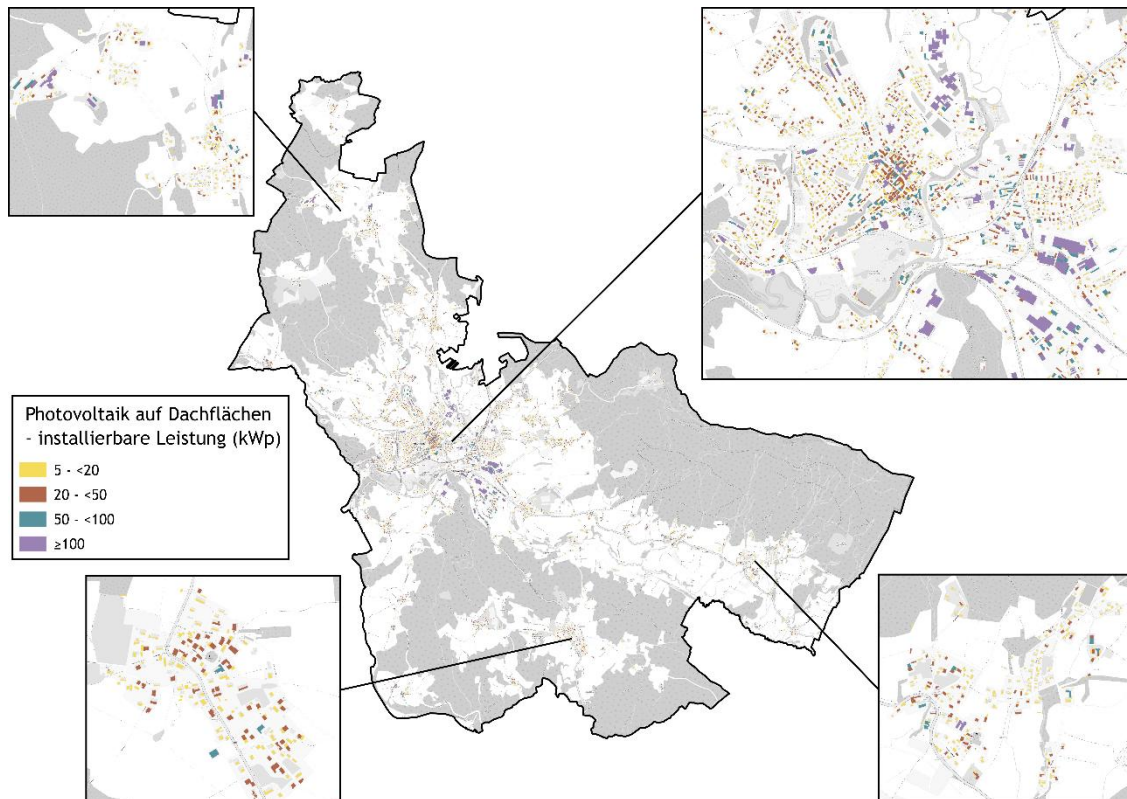 Photovoltaik auf Dachflächen
- installierbare Leistung (kWp)
5 - <20
20 - <50
50 - <100
≥100